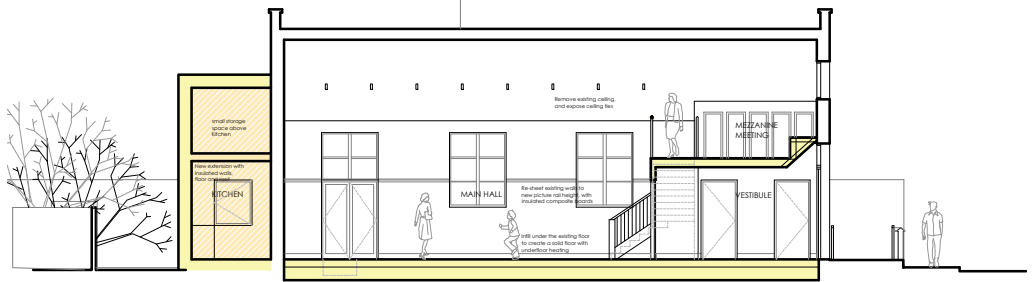 Remove existing ceiling,
and expose ceiling ties
small storage
space above
Kitchen
MEZZANINE
MEETING
New extension with
insulated walls,
floor and roof
KITCHEN
MAIN HALL
Re-sheet existing walls to
new picture rail height, with
insulated composite boards
VESTIBULE
Infill under the existing floor
to create a solid floor with
underfloor heating